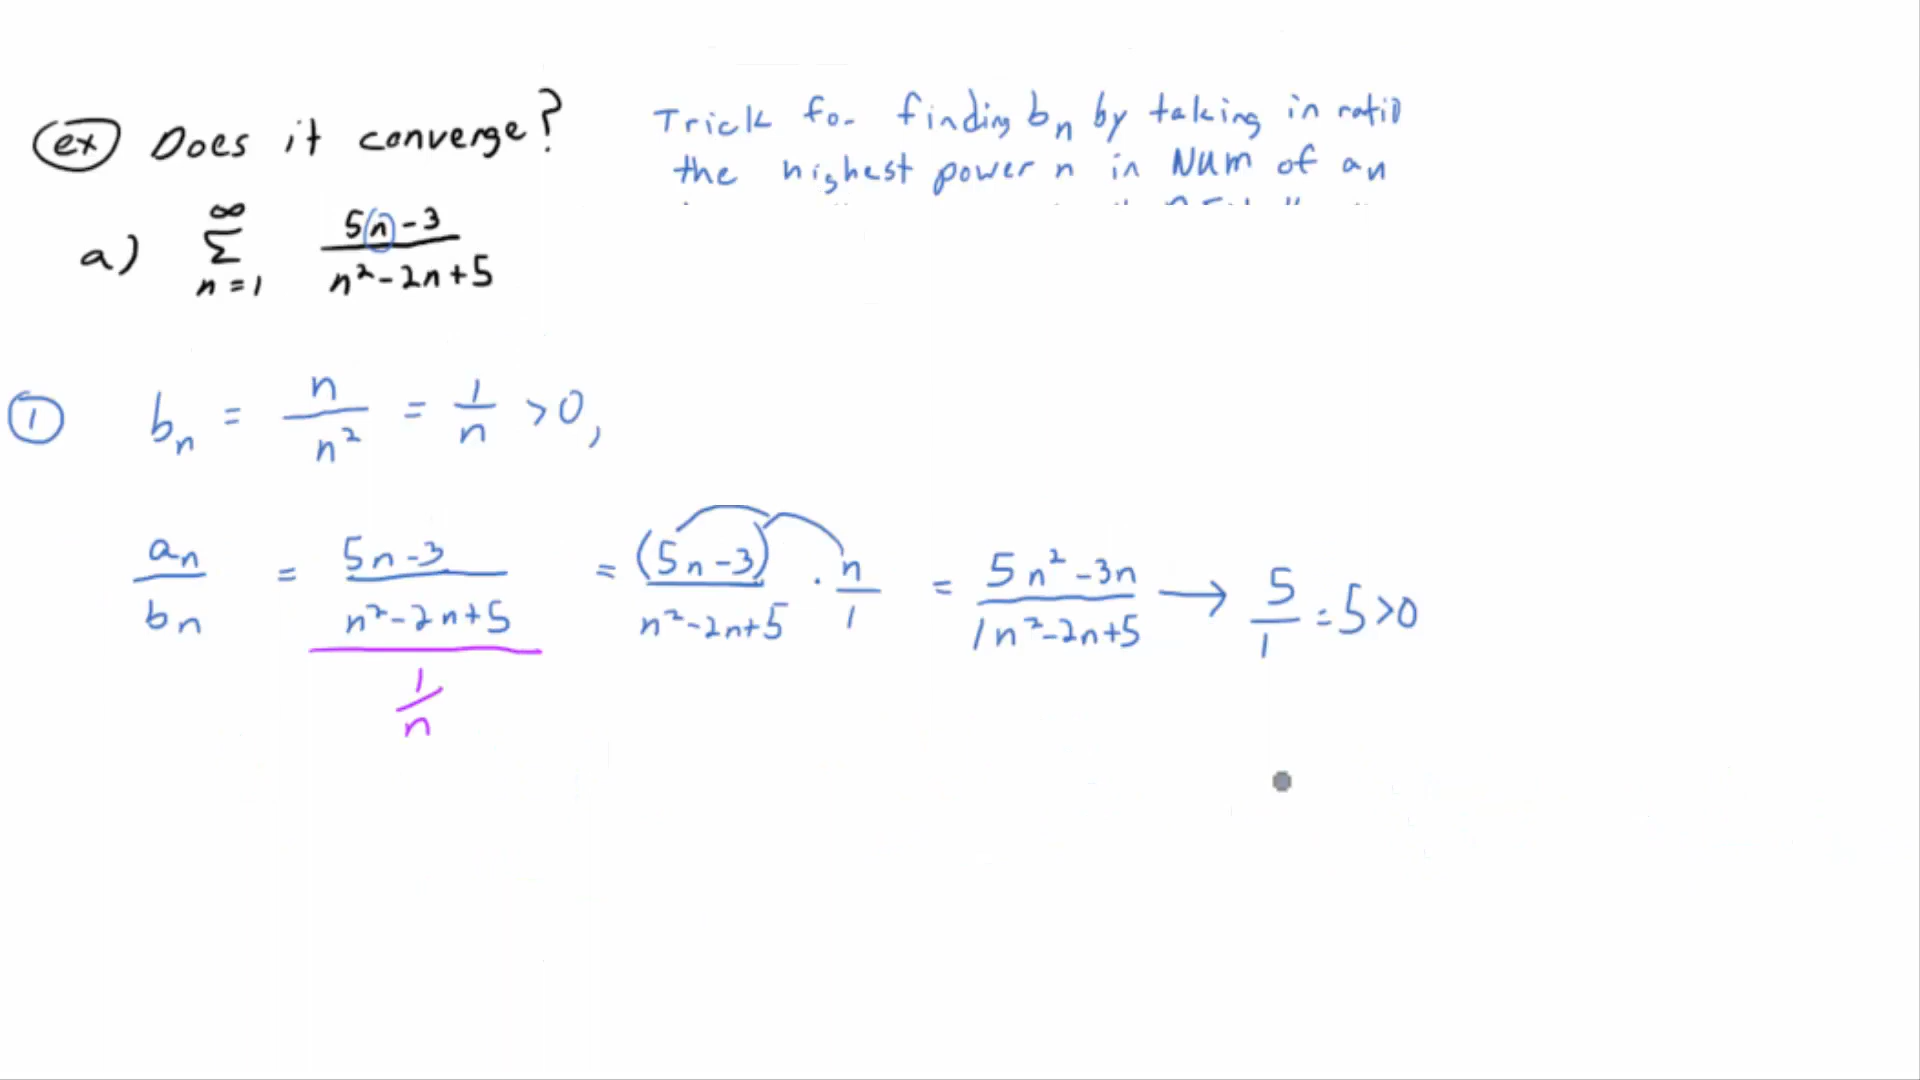 ex Does it converge?
Trick for finding bn by taking in ratio
the highest power n in NUM of an
a) ∞ Σ n=1 (5n-3)/(n²-2n+5)
① bn = n/n² = 1/n >0,
an/bn = ((5n-3)/(n²-2n+5))/(1/n) = (5n-3)/(n²-2n+5) · n/1 = (5n²-3n)/(1n²-2n+5) → 5/1 = 5>0